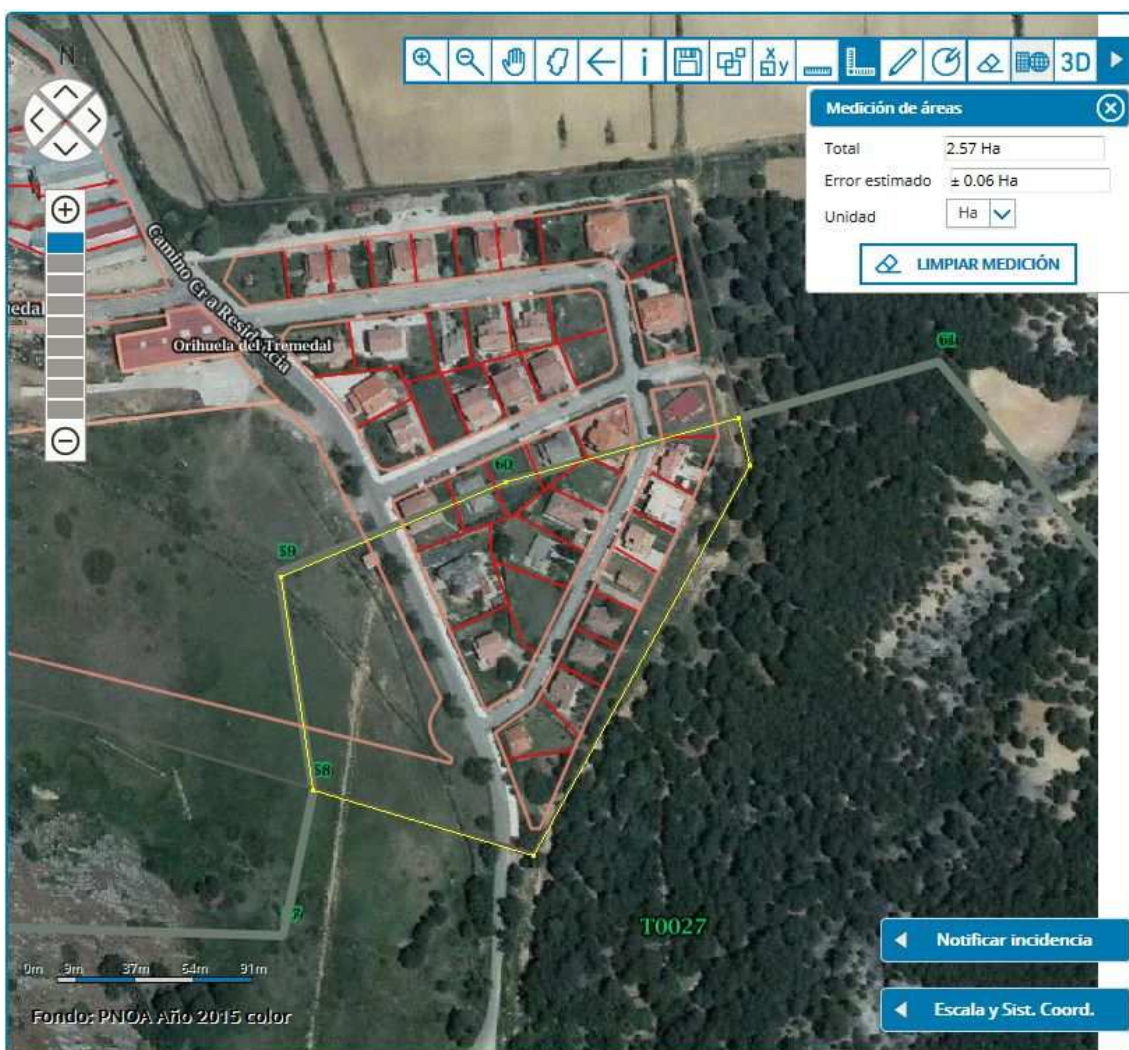 N
3D
Medición de áreas
Total 2.57 Ha
Error estimado ± 0.06 Ha
Unidad Ha
LIMPIAR MEDICIÓN
Camino Cr a Residencia
Orihuela del Tremedal
61
60
59
58
T0027
0m 9m 37m 64m 91m
Fondo: PNOA Año 2015 color
Notificar incidencia
Escala y Sist. Coord.